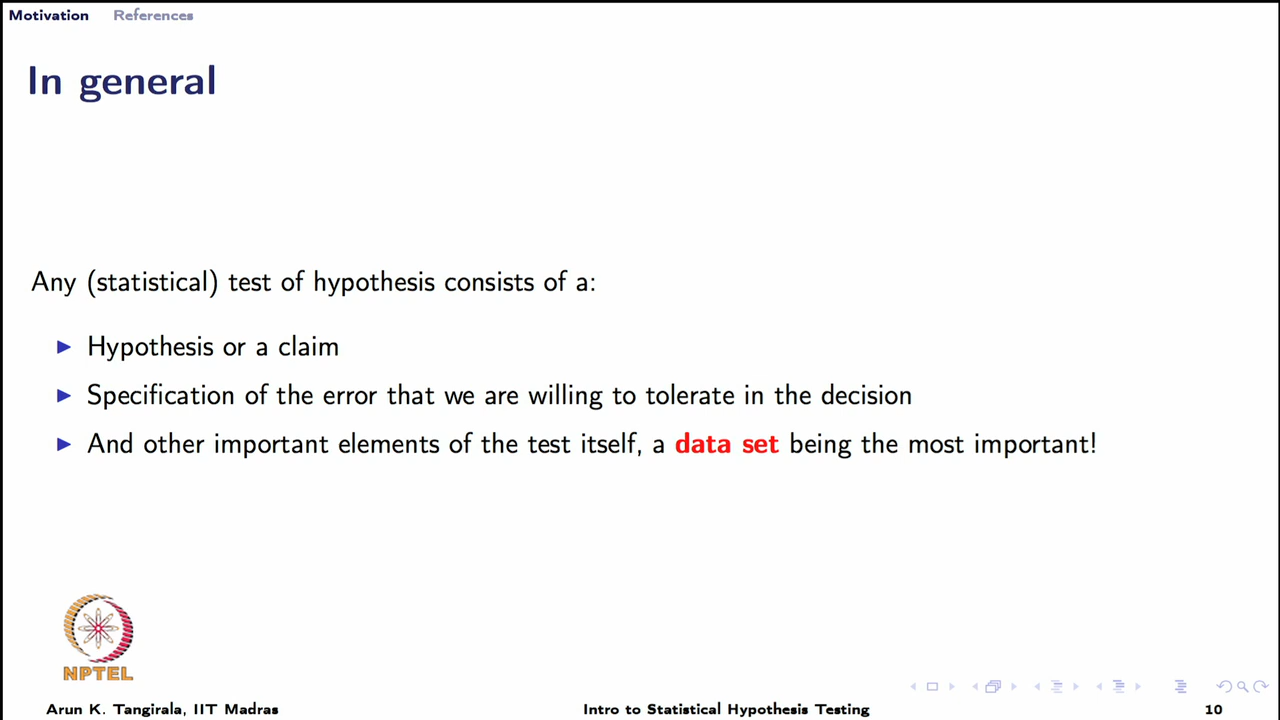 Motivation References
In general
Any (statistical) test of hypothesis consists of a:
Hypothesis or a claim
Specification of the error that we are willing to tolerate in the decision
And other important elements of the test itself, a data set being the most important!
NPTEL
Arun K. Tangirala, IIT Madras Intro to Statistical Hypothesis Testing 10